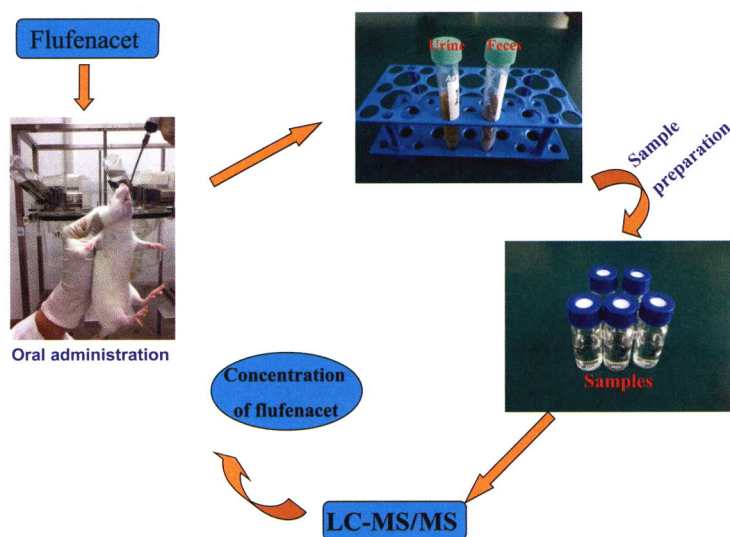 Flufenacet
Oral administration
Urine Feces
Sample
preparation
Samples
LC-MS/MS
Concentration
of flufenacet